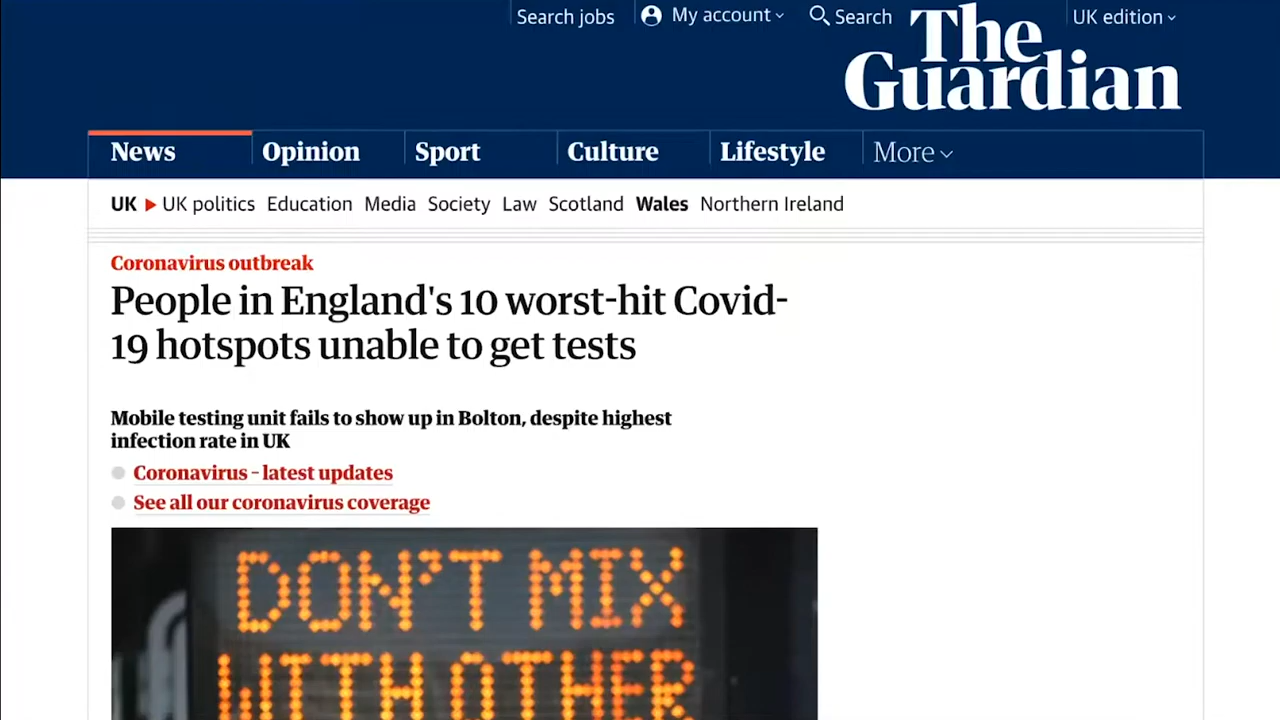 Search jobs My account Search UK edition
The
Guardian
News Opinion Sport Culture Lifestyle More
UK UK politics Education Media Society Law Scotland Wales Northern Ireland
Coronavirus outbreak
People in England's 10 worst-hit Covid-
19 hotspots unable to get tests
Mobile testing unit fails to show up in Bolton, despite highest
infection rate in UK
Coronavirus – latest updates
See all our coronavirus coverage
DON'T MIX
WITH OTHER